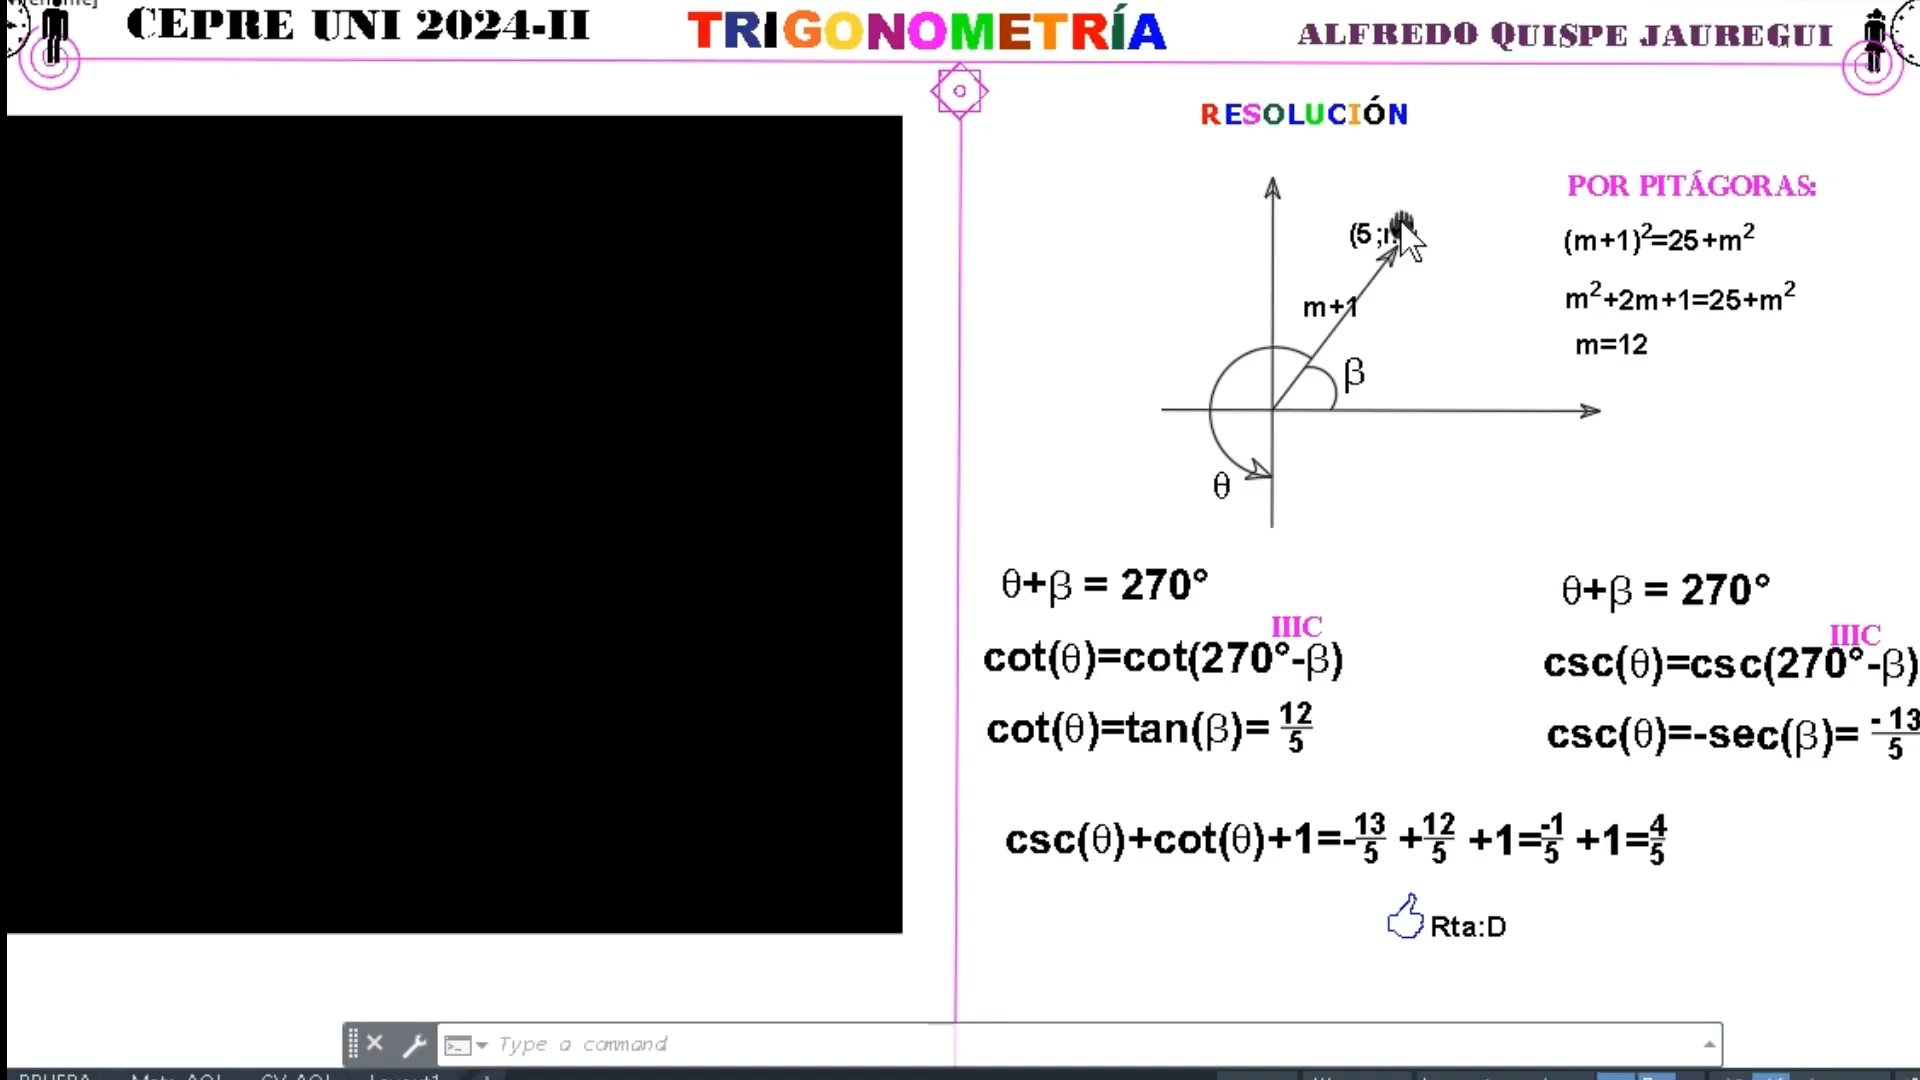 CEPRE UNI 2024-II
TRIGONOMETRÍA
ALFREDO QUISPE JAUREGUI
RESOLUCIÓN
POR PITÁGORAS:
(5;
(m+1)²=25+m²
m²+2m+1=25+m²
m+1
m=12
β
θ
θ+β = 270°
IIIC
cot(θ)=cot(270°-β)
cot(θ)=tan(β)= 12/5
θ+β = 270°
IIIC
csc(θ)=csc(270°-β)
csc(θ)=-sec(β)= -13/5
csc(θ)+cot(θ)+1=-13/5 +12/5 +1=-1/5 +1=4/5
Rta:D
Type a command